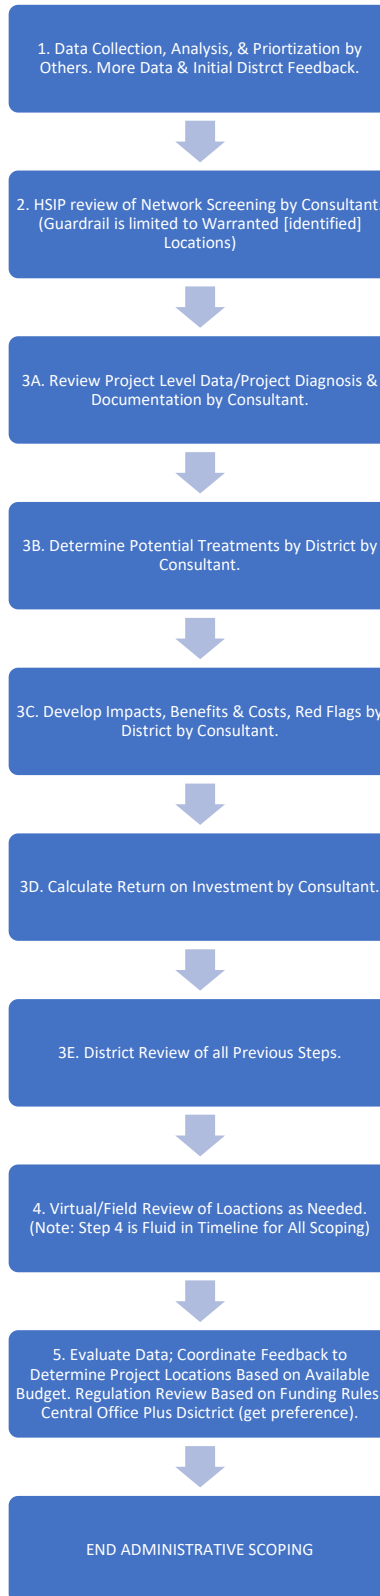 1. Data Collection, Analysis, & Priortization by
Others. More Data & Initial Distrct Feedback.
2. HSIP review of Network Screening by Consultant.
(Guardrail is limited to Warranted [identified]
Locations)
3A. Review Project Level Data/Project Diagnosis &
Documentation by Consultant.
3B. Determine Potential Treatments by District by
Consultant.
3C. Develop Impacts, Benefits & Costs, Red Flags by
District by Consultant.
3D. Calculate Return on Investment by Consultant.
3E. District Review of all Previous Steps.
4. Virtual/Field Review of Loactions as Needed.
(Note: Step 4 is Fluid in Timeline for All Scoping)
5. Evaluate Data; Coordinate Feedback to
Determine Project Locations Based on Available
Budget. Regulation Review Based on Funding Rules
Central Office Plus Dsictrict (get preference).
END ADMINISTRATIVE SCOPING